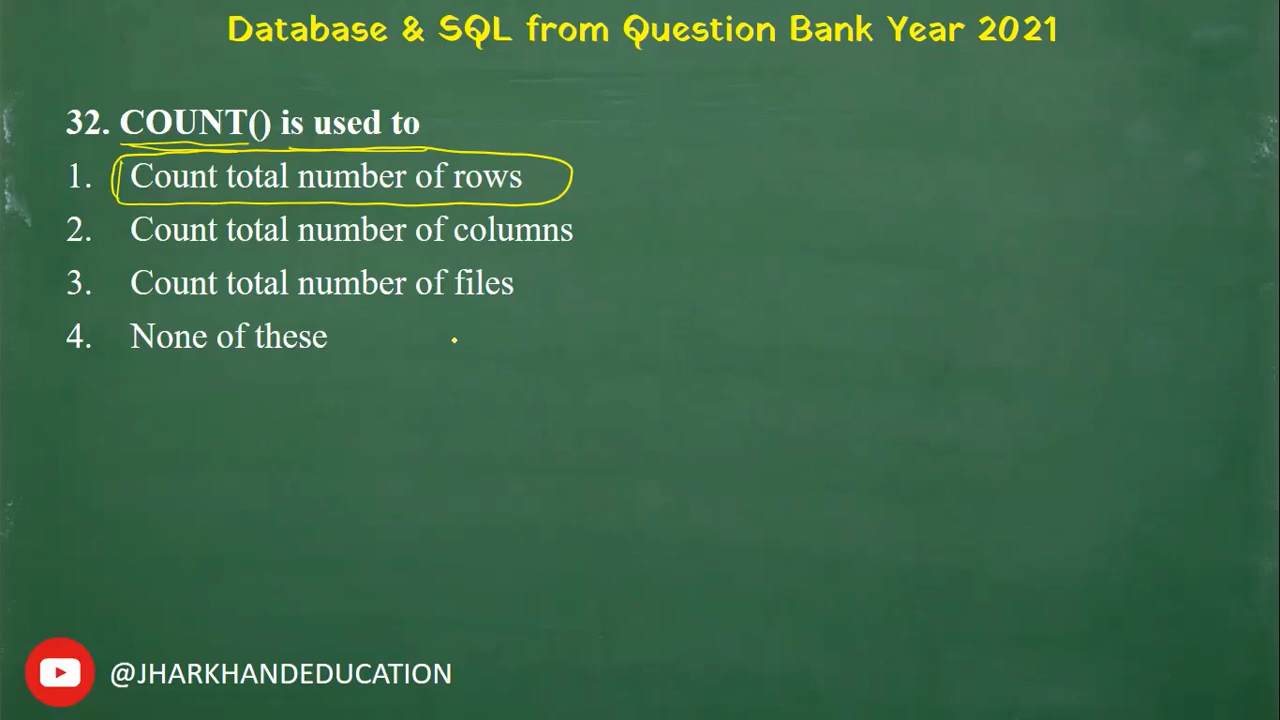 Database & SQL from Question Bank Year 2021
32. COUNT() is used to
1. Count total number of rows
2. Count total number of columns
3. Count total number of files
4. None of these
@JHARKHANDEDUCATION